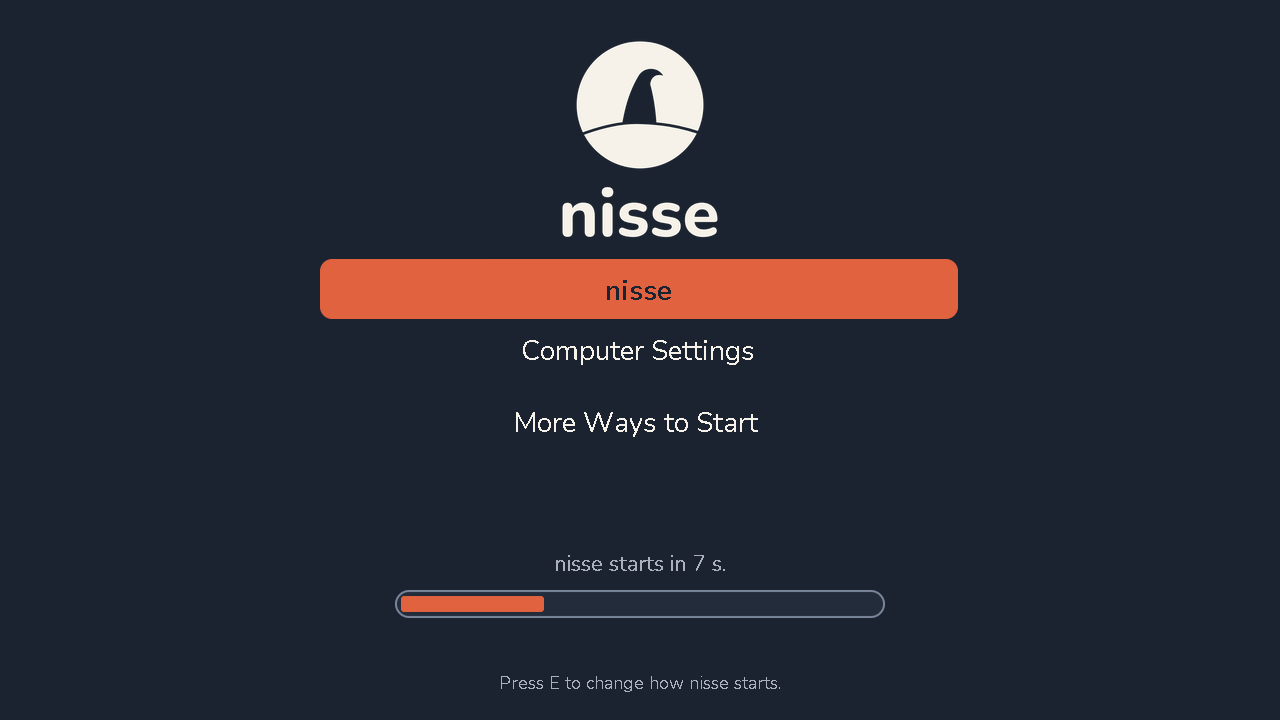 nisse
nisse
Computer Settings
More Ways to Start
nisse starts in 7 s.
Press E to change how nisse starts.